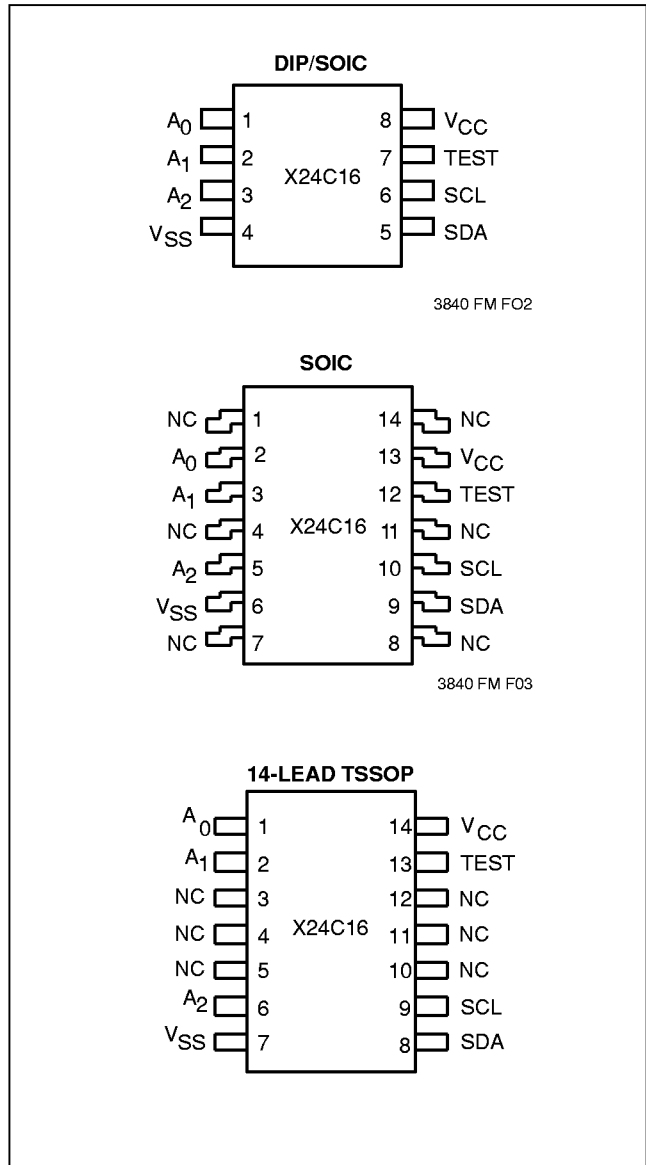 DIP/SOIC
A0 1 8 VCC
A1 2 7 TEST
X24C16
A2 3 6 SCL
VSS 4 5 SDA
3840 FM FO2
SOIC
NC 1 14 NC
A0 2 13 VCC
A1 3 12 TEST
NC 4 X24C16 11 NC
A2 5 10 SCL
VSS 6 9 SDA
NC 7 8 NC
3840 FM F03
14-LEAD TSSOP
A0 1 14 VCC
A1 2 13 TEST
NC 3 12 NC
NC 4 X24C16 11 NC
NC 5 10 NC
A2 6 9 SCL
VSS 7 8 SDA